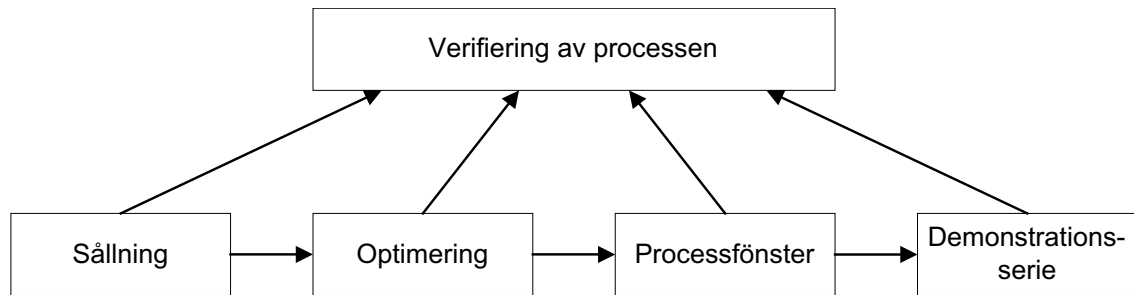 Verifiering av processen
Sållning
Optimering
Processfönster
Demonstrations-
serie